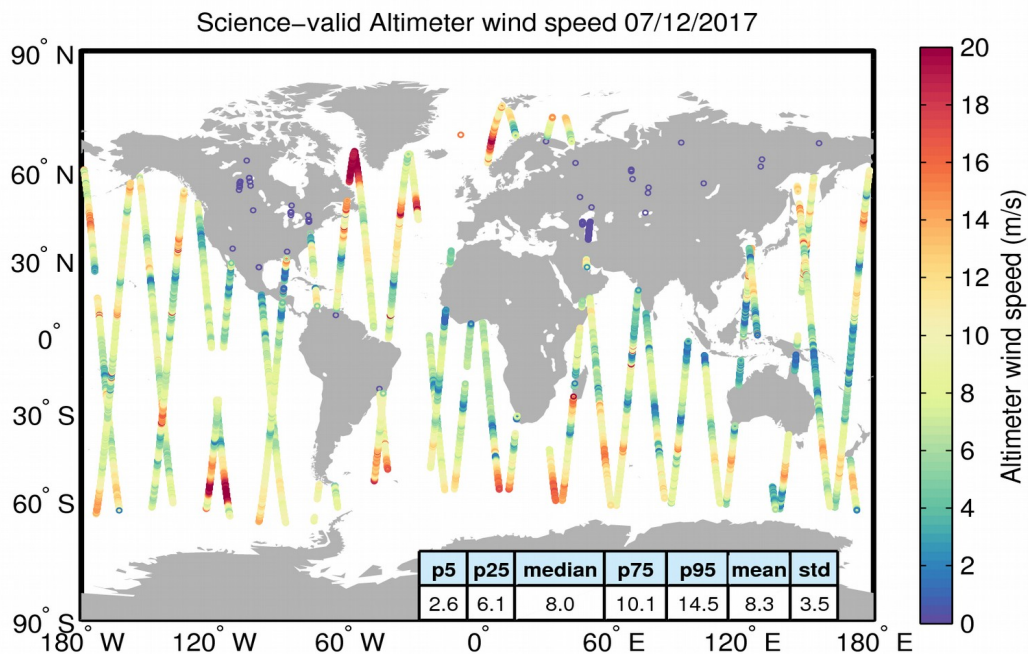 Science−valid Altimeter wind speed 07/12/2017
90° N
60° N
30° N
0°
30° S
60° S
90° S
180° W
120° W
60° W
0°
60° E
120° E
180° E
p5 p25 median p75 p95 mean std
2.6 6.1 8.0 10.1 14.5 8.3 3.5
20
18
16
14
12
10
8
6
4
2
0
Altimeter wind speed (m/s)